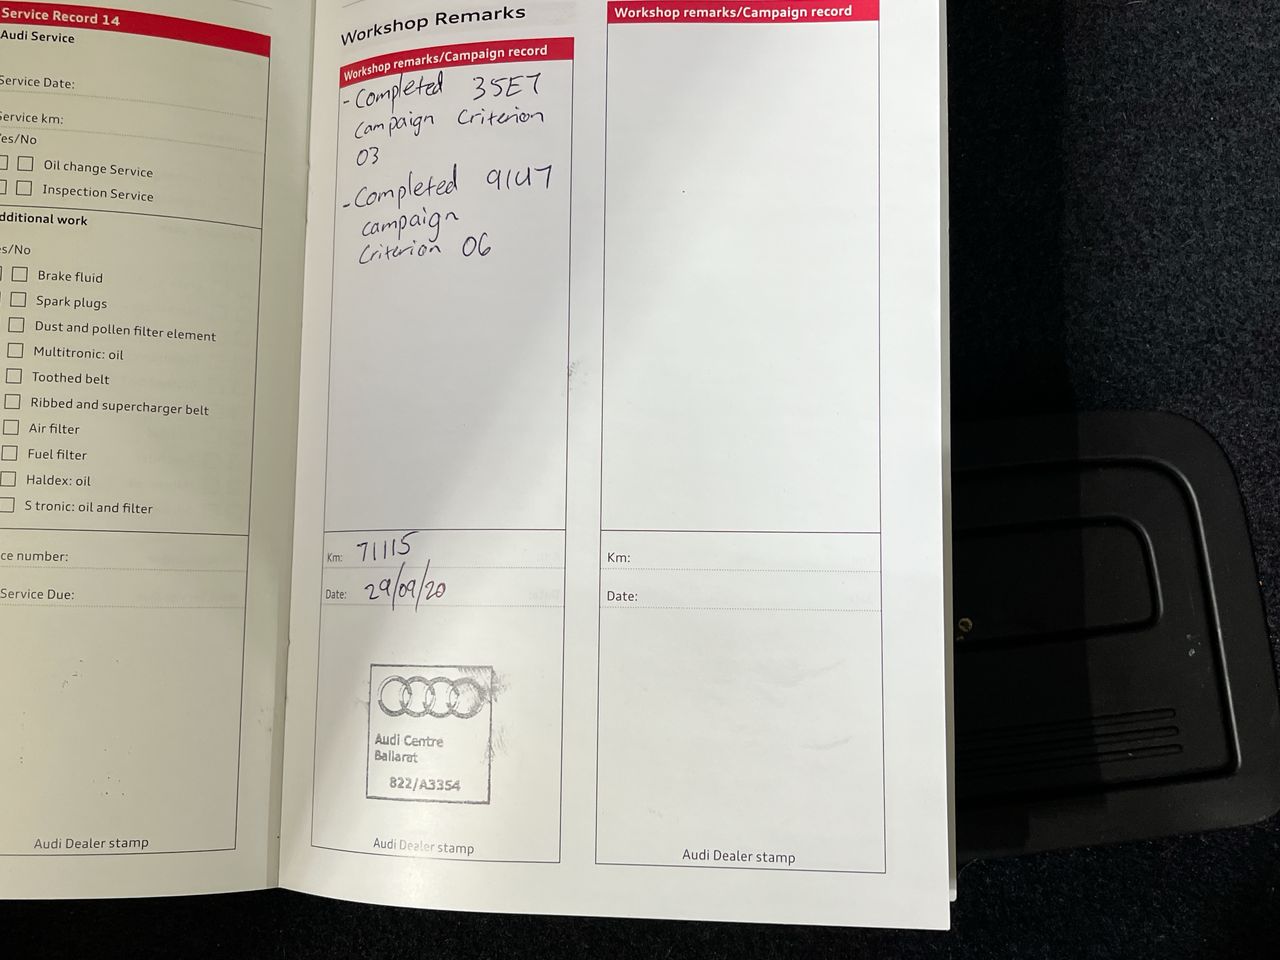 Service Record 14
Audi Service
Service Date:
Service km:
es/No
Oil change Service
Inspection Service
dditional work
es/No
Brake fluid
Spark plugs
Dust and pollen filter element
Multitronic: oil
Toothed belt
Ribbed and supercharger belt
Air filter
Fuel filter
Haldex: oil
S tronic: oil and filter
ce number:
Service Due:
Audi Dealer stamp
Workshop Remarks
Workshop remarks/Campaign record
- Completed 35E7
campaign Criterion
03
- Completed 91U7
campaign
Criterion 06
Km: 71115
Date: 29/09/20
Audi Centre
Ballarat
822/A3354
Audi Dealer stamp
Workshop remarks/Campaign record
Km:
Date:
Audi Dealer stamp